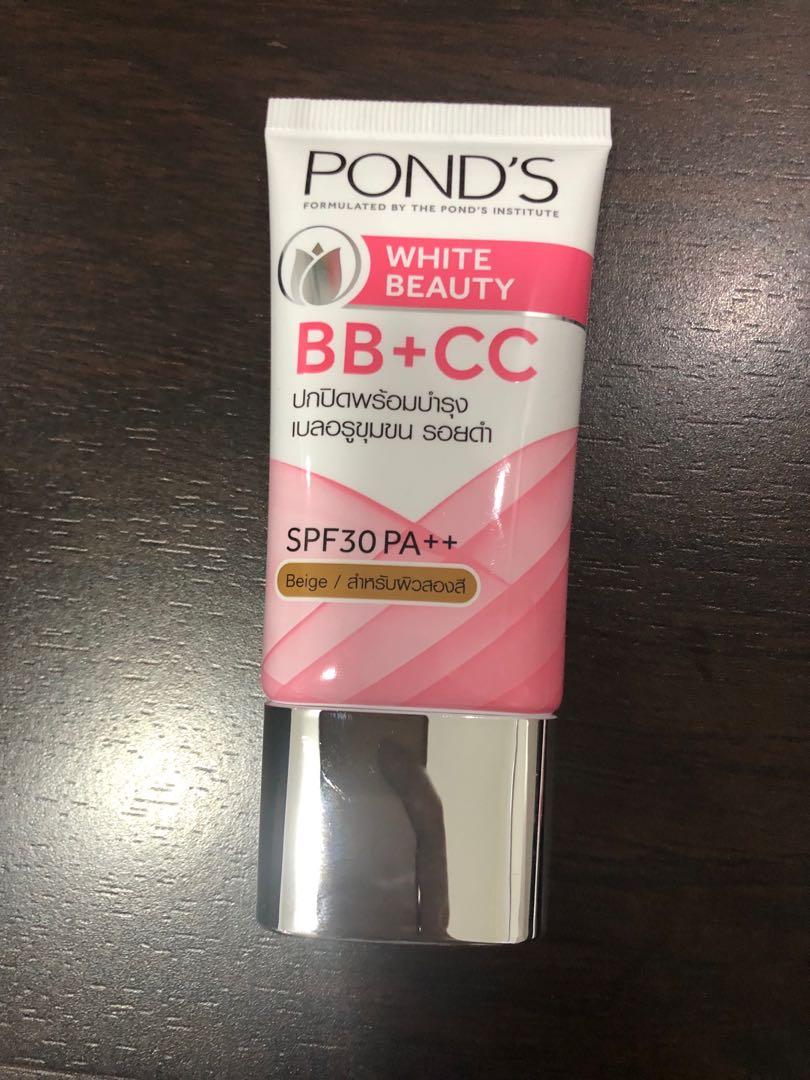 POND'S
FORMULATED BY THE POND'S INSTITUTE
WHITE
BEAUTY
BB+CC
ปกปิดพร้อมบำรุง
เบลอรูขุมขน รอยดำ
SPF30 PA++
Beige / สำหรับผิวสองสี